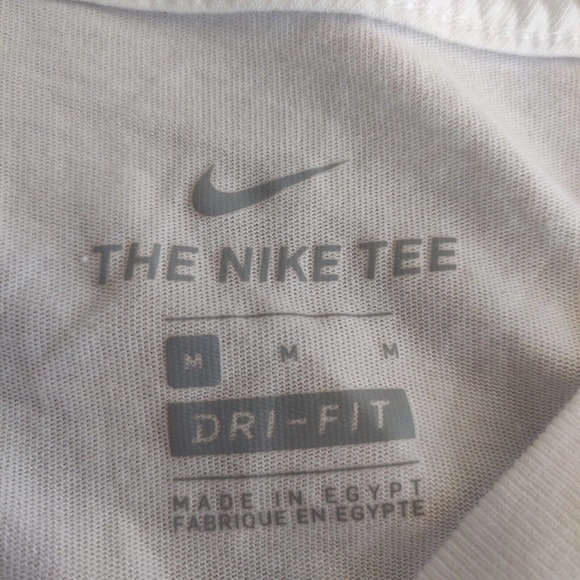 THE NIKE TEE
M M M
DRI-FIT
MADE IN EGYPT
FABRIQUE EN EGYPTE